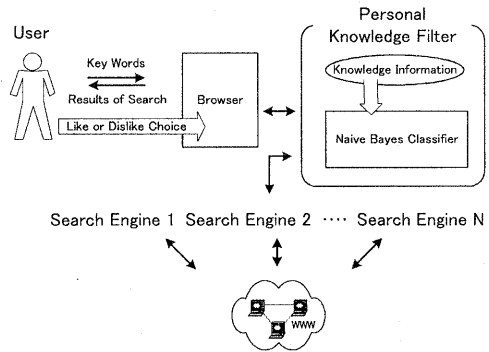 User
Personal
Knowledge Filter
Key Words
Results of Search
Browser
Like or Dislike Choice
Knowledge Information
Naive Bayes Classifier
Search Engine 1 Search Engine 2 ‥‥ Search Engine N
WWW